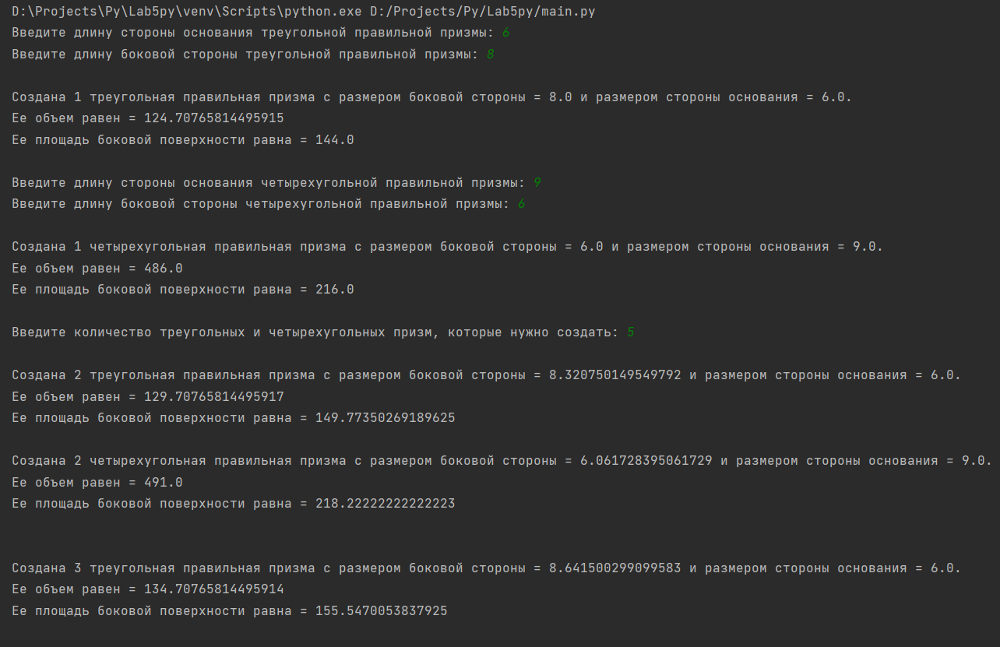 D:\Projects\Py\Lab5py\venv\Scripts\python.exe D:/Projects/Py/Lab5py/main.py
Введите длину стороны основания треугольной правильной призмы: 6
Введите длину боковой стороны треугольной правильной призмы: 8
Создана 1 треугольная правильная призма с размером боковой стороны = 8.0 и размером стороны основания = 6.0.
Ее объем равен = 124.70765814495915
Ее площадь боковой поверхности равна = 144.0
Введите длину стороны основания четырехугольной правильной призмы: 9
Введите длину боковой стороны четырехугольной правильной призмы: 6
Создана 1 четырехугольная правильная призма с размером боковой стороны = 6.0 и размером стороны основания = 9.0.
Ее объем равен = 486.0
Ее площадь боковой поверхности равна = 216.0
Введите количество треугольных и четырехугольных призм, которые нужно создать: 5
Создана 2 треугольная правильная призма с размером боковой стороны = 8.320750149549792 и размером стороны основания = 6.0.
Ее объем равен = 129.70765814495917
Ее площадь боковой поверхности равна = 149.77350269189625
Создана 2 четырехугольная правильная призма с размером боковой стороны = 6.061728395061729 и размером стороны основания = 9.0.
Ее объем равен = 491.0
Ее площадь боковой поверхности равна = 218.22222222222223
Создана 3 треугольная правильная призма с размером боковой стороны = 8.641500299099583 и размером стороны основания = 6.0.
Ее объем равен = 134.70765814495914
Ее площадь боковой поверхности равна = 155.5470053837925